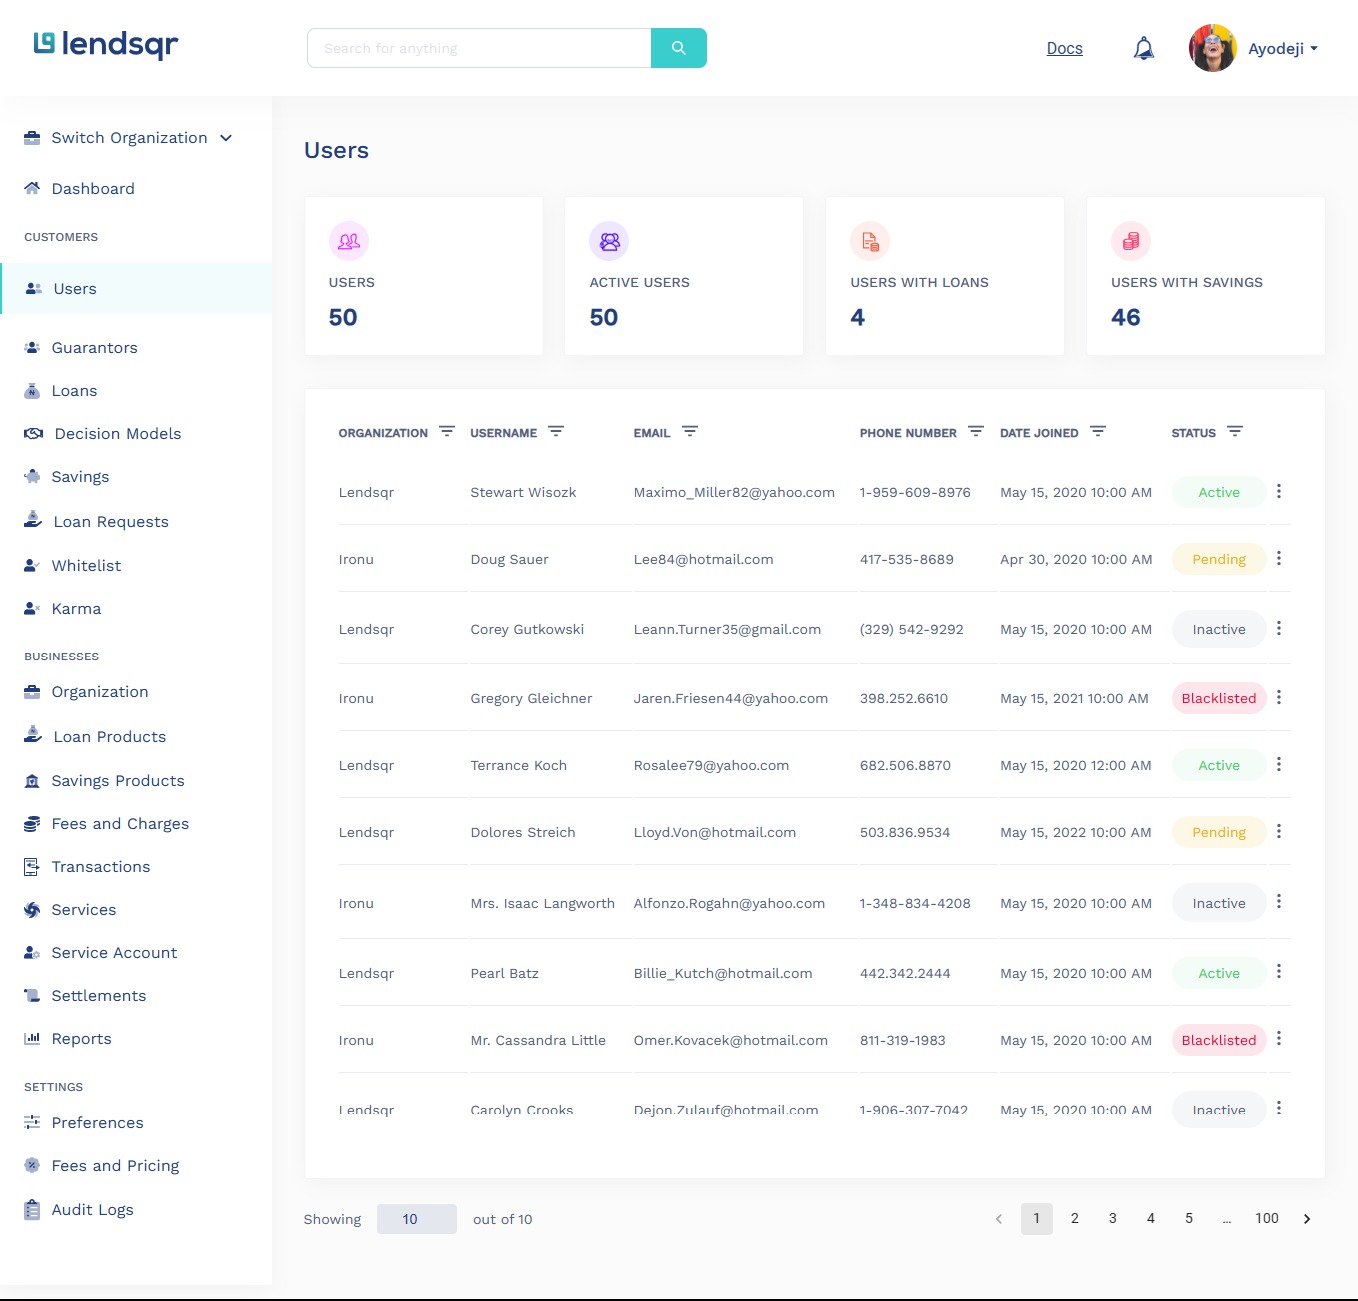 lendsqr
Search for anything
Docs
Ayodeji
Switch Organization
Dashboard
CUSTOMERS
Users
Guarantors
Loans
Decision Models
Savings
Loan Requests
Whitelist
Karma
BUSINESSES
Organization
Loan Products
Savings Products
Fees and Charges
Transactions
Services
Service Account
Settlements
Reports
SETTINGS
Preferences
Fees and Pricing
Audit Logs
Users
USERS
50
ACTIVE USERS
50
USERS WITH LOANS
4
USERS WITH SAVINGS
46
ORGANIZATION USERNAME EMAIL PHONE NUMBER DATE JOINED STATUS
Lendsqr Stewart Wisozk Maximo_Miller82@yahoo.com 1-959-609-8976 May 15, 2020 10:00 AM Active
Ironu Doug Sauer Lee84@hotmail.com 417-535-8689 Apr 30, 2020 10:00 AM Pending
Lendsqr Corey Gutkowski Leann.Turner35@gmail.com (329) 542-9292 May 15, 2020 10:00 AM Inactive
Ironu Gregory Gleichner Jaren.Friesen44@yahoo.com 398.252.6610 May 15, 2021 10:00 AM Blacklisted
Lendsqr Terrance Koch Rosalee79@yahoo.com 682.506.8870 May 15, 2020 12:00 AM Active
Lendsqr Dolores Streich Lloyd.Von@hotmail.com 503.836.9534 May 15, 2022 10:00 AM Pending
Ironu Mrs. Isaac Langworth Alfonzo.Rogahn@yahoo.com 1-348-834-4208 May 15, 2020 10:00 AM Inactive
Lendsqr Pearl Batz Billie_Kutch@hotmail.com 442.342.2444 May 15, 2020 10:00 AM Active
Ironu Mr. Cassandra Little Omer.Kovacek@hotmail.com 811-319-1983 May 15, 2020 10:00 AM Blacklisted
Lendsqr Carolyn Crooks Dejon.Zulauf@hotmail.com 1-906-307-7042 May 15, 2020 10:00 AM Inactive
Showing 10 out of 10
1 2 3 4 5 ... 100